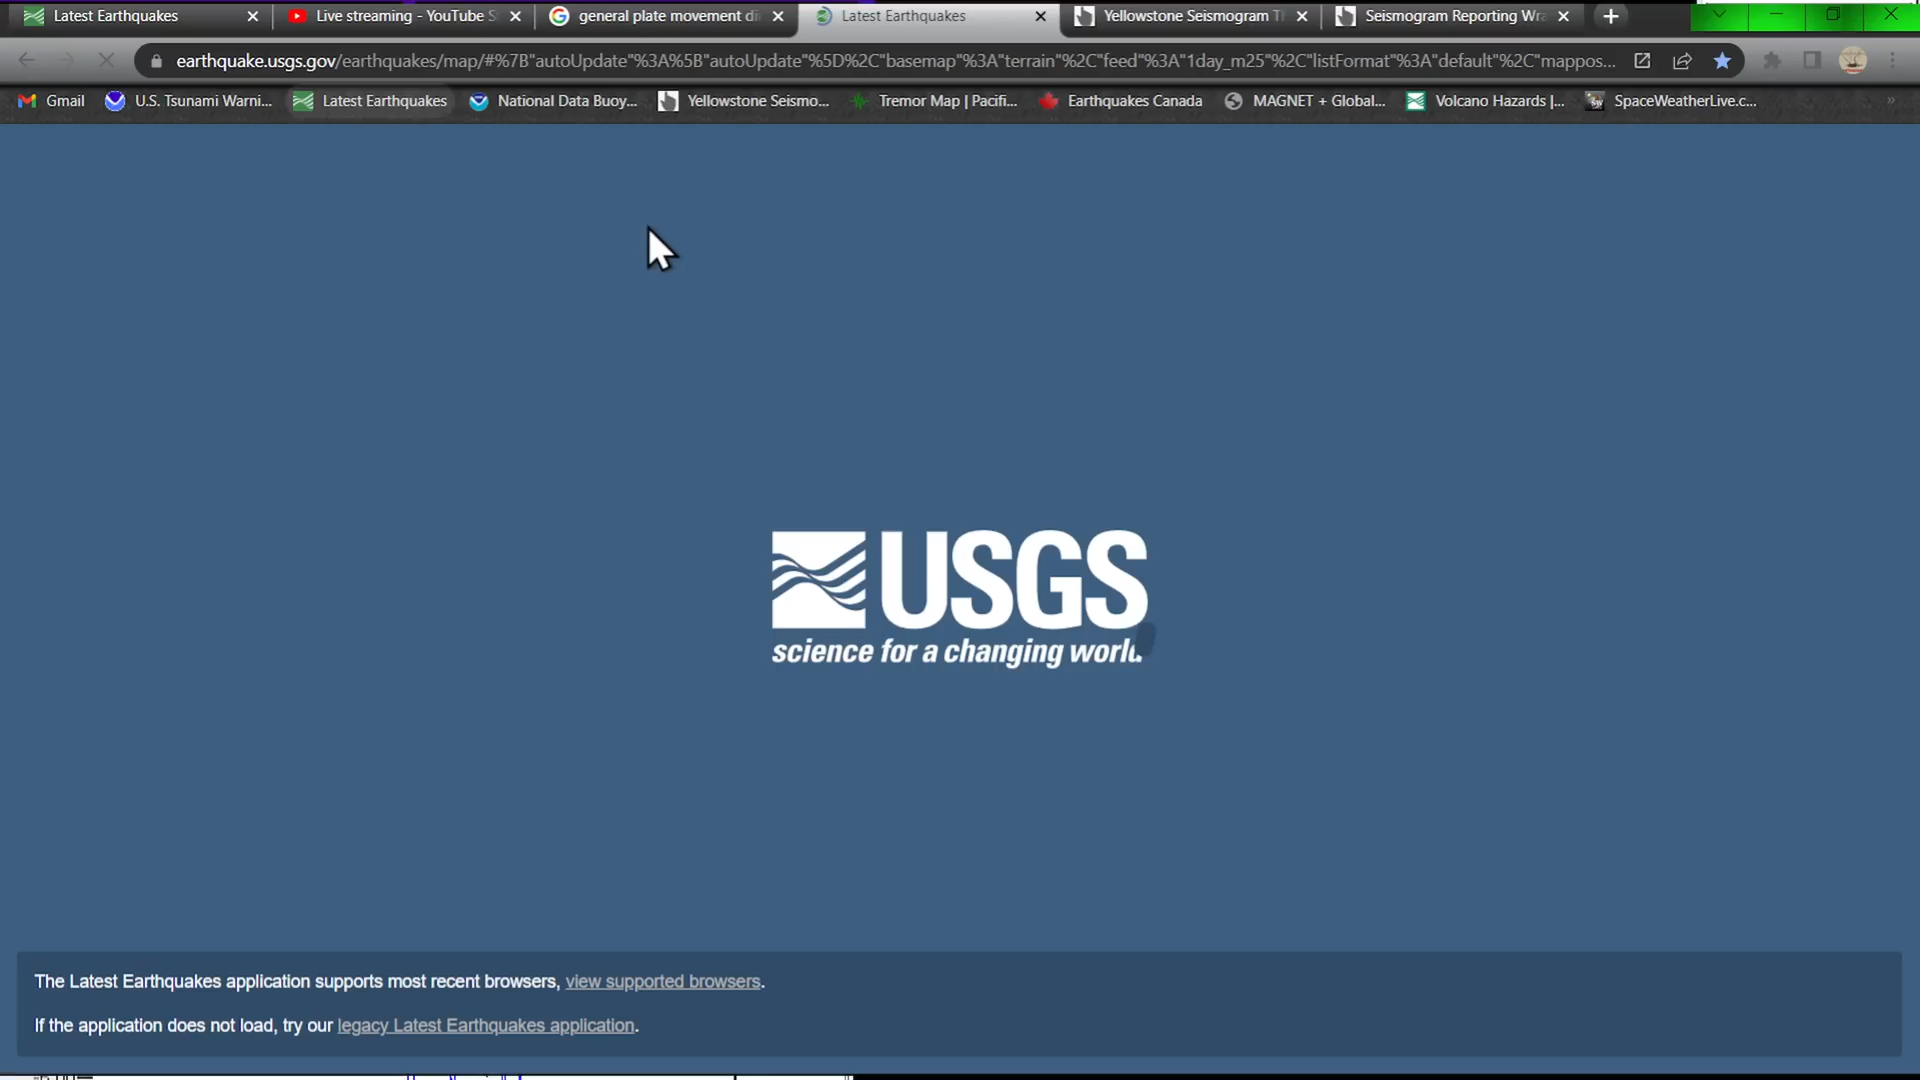 Latest Earthquakes
Live streaming - YouTube S
general plate movement di
Latest Earthquakes
Yellowstone Seismogram T
Seismogram Reporting Wra
earthquake.usgs.gov/earthquakes/map/#%7B"autoUpdate"%3A%5B"autoUpdate"%5D%2C"basemap"%3A"terrain"%2C"feed"%3A"1day_m25"%2C"listFormat"%3A"default"%2C"mappos...
Gmail
U.S. Tsunami Warni...
Latest Earthquakes
National Data Buoy...
Yellowstone Seismo...
Tremor Map | Pacifi...
Earthquakes Canada
MAGNET + Global...
Volcano Hazards |...
SpaceWeatherLive.c...
USGS
science for a changing world
The Latest Earthquakes application supports most recent browsers, view supported browsers.
If the application does not load, try our legacy Latest Earthquakes application.